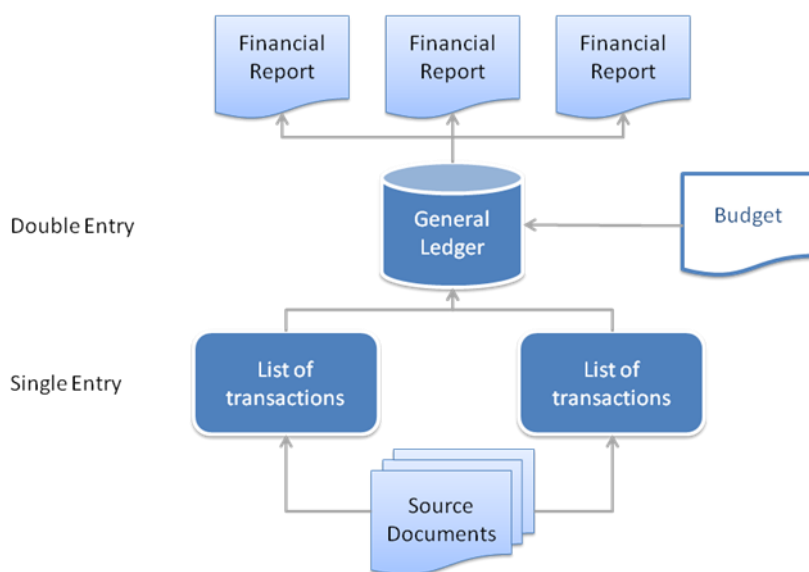 Financial
Report
Financial
Report
Financial
Report
Double Entry
General
Ledger
Budget
Single Entry
List of
transactions
List of
transactions
Source
Documents